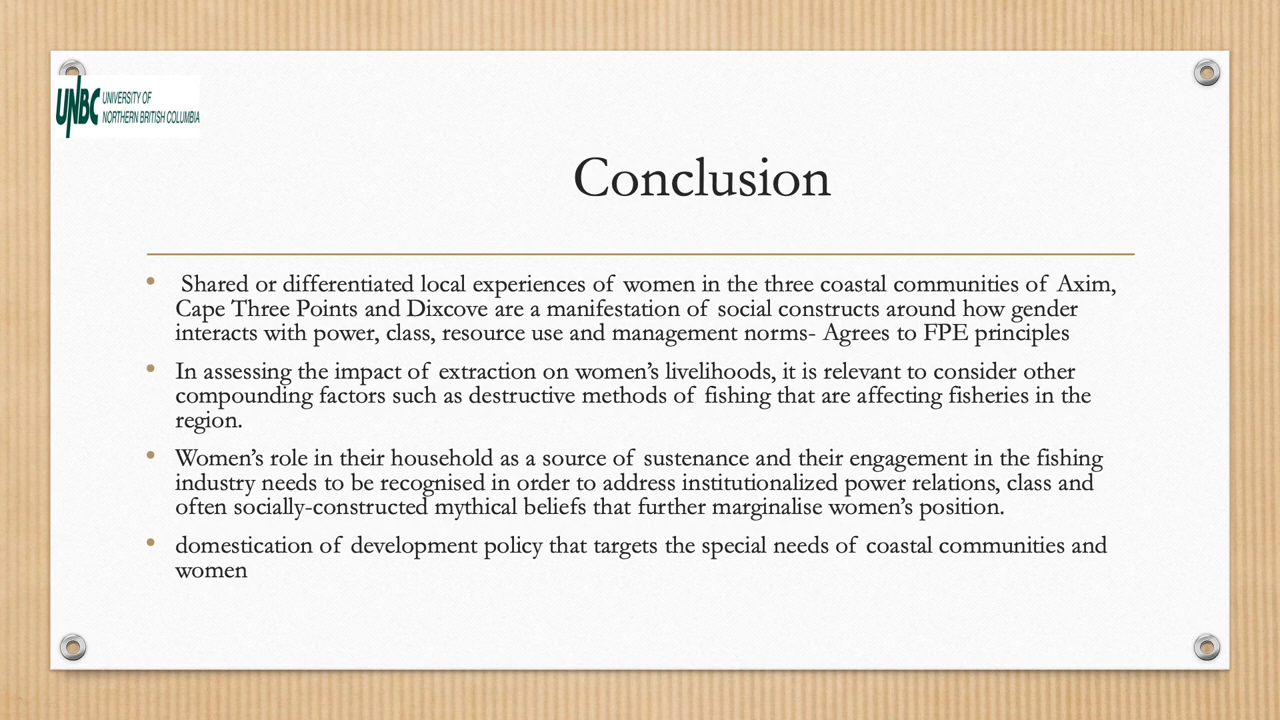 UNBC UNIVERSITY OF
NORTHERN BRITISH COLUMBIA
Conclusion
• Shared or differentiated local experiences of women in the three coastal communities of Axim,
Cape Three Points and Dixcove are a manifestation of social constructs around how gender
interacts with power, class, resource use and management norms- Agrees to FPE principles
• In assessing the impact of extraction on women’s livelihoods, it is relevant to consider other
compounding factors such as destructive methods of fishing that are affecting fisheries in the
region.
• Women’s role in their household as a source of sustenance and their engagement in the fishing
industry needs to be recognised in order to address institutionalized power relations, class and
often socially-constructed mythical beliefs that further marginalise women’s position.
• domestication of development policy that targets the special needs of coastal communities and
women